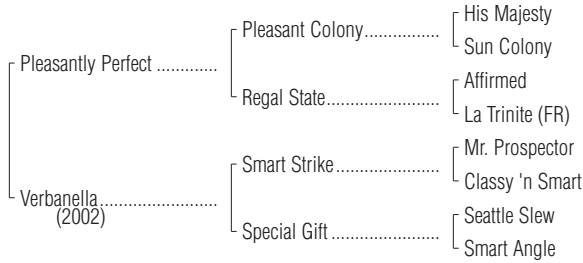 His Majesty
Pleasant Colony
Sun Colony
Pleasantly Perfect
Affirmed
Regal State
La Trinite (FR)
Mr. Prospector
Smart Strike
Classy 'n Smart
Verbanella
(2002)
Seattle Slew
Special Gift
Smart Angle